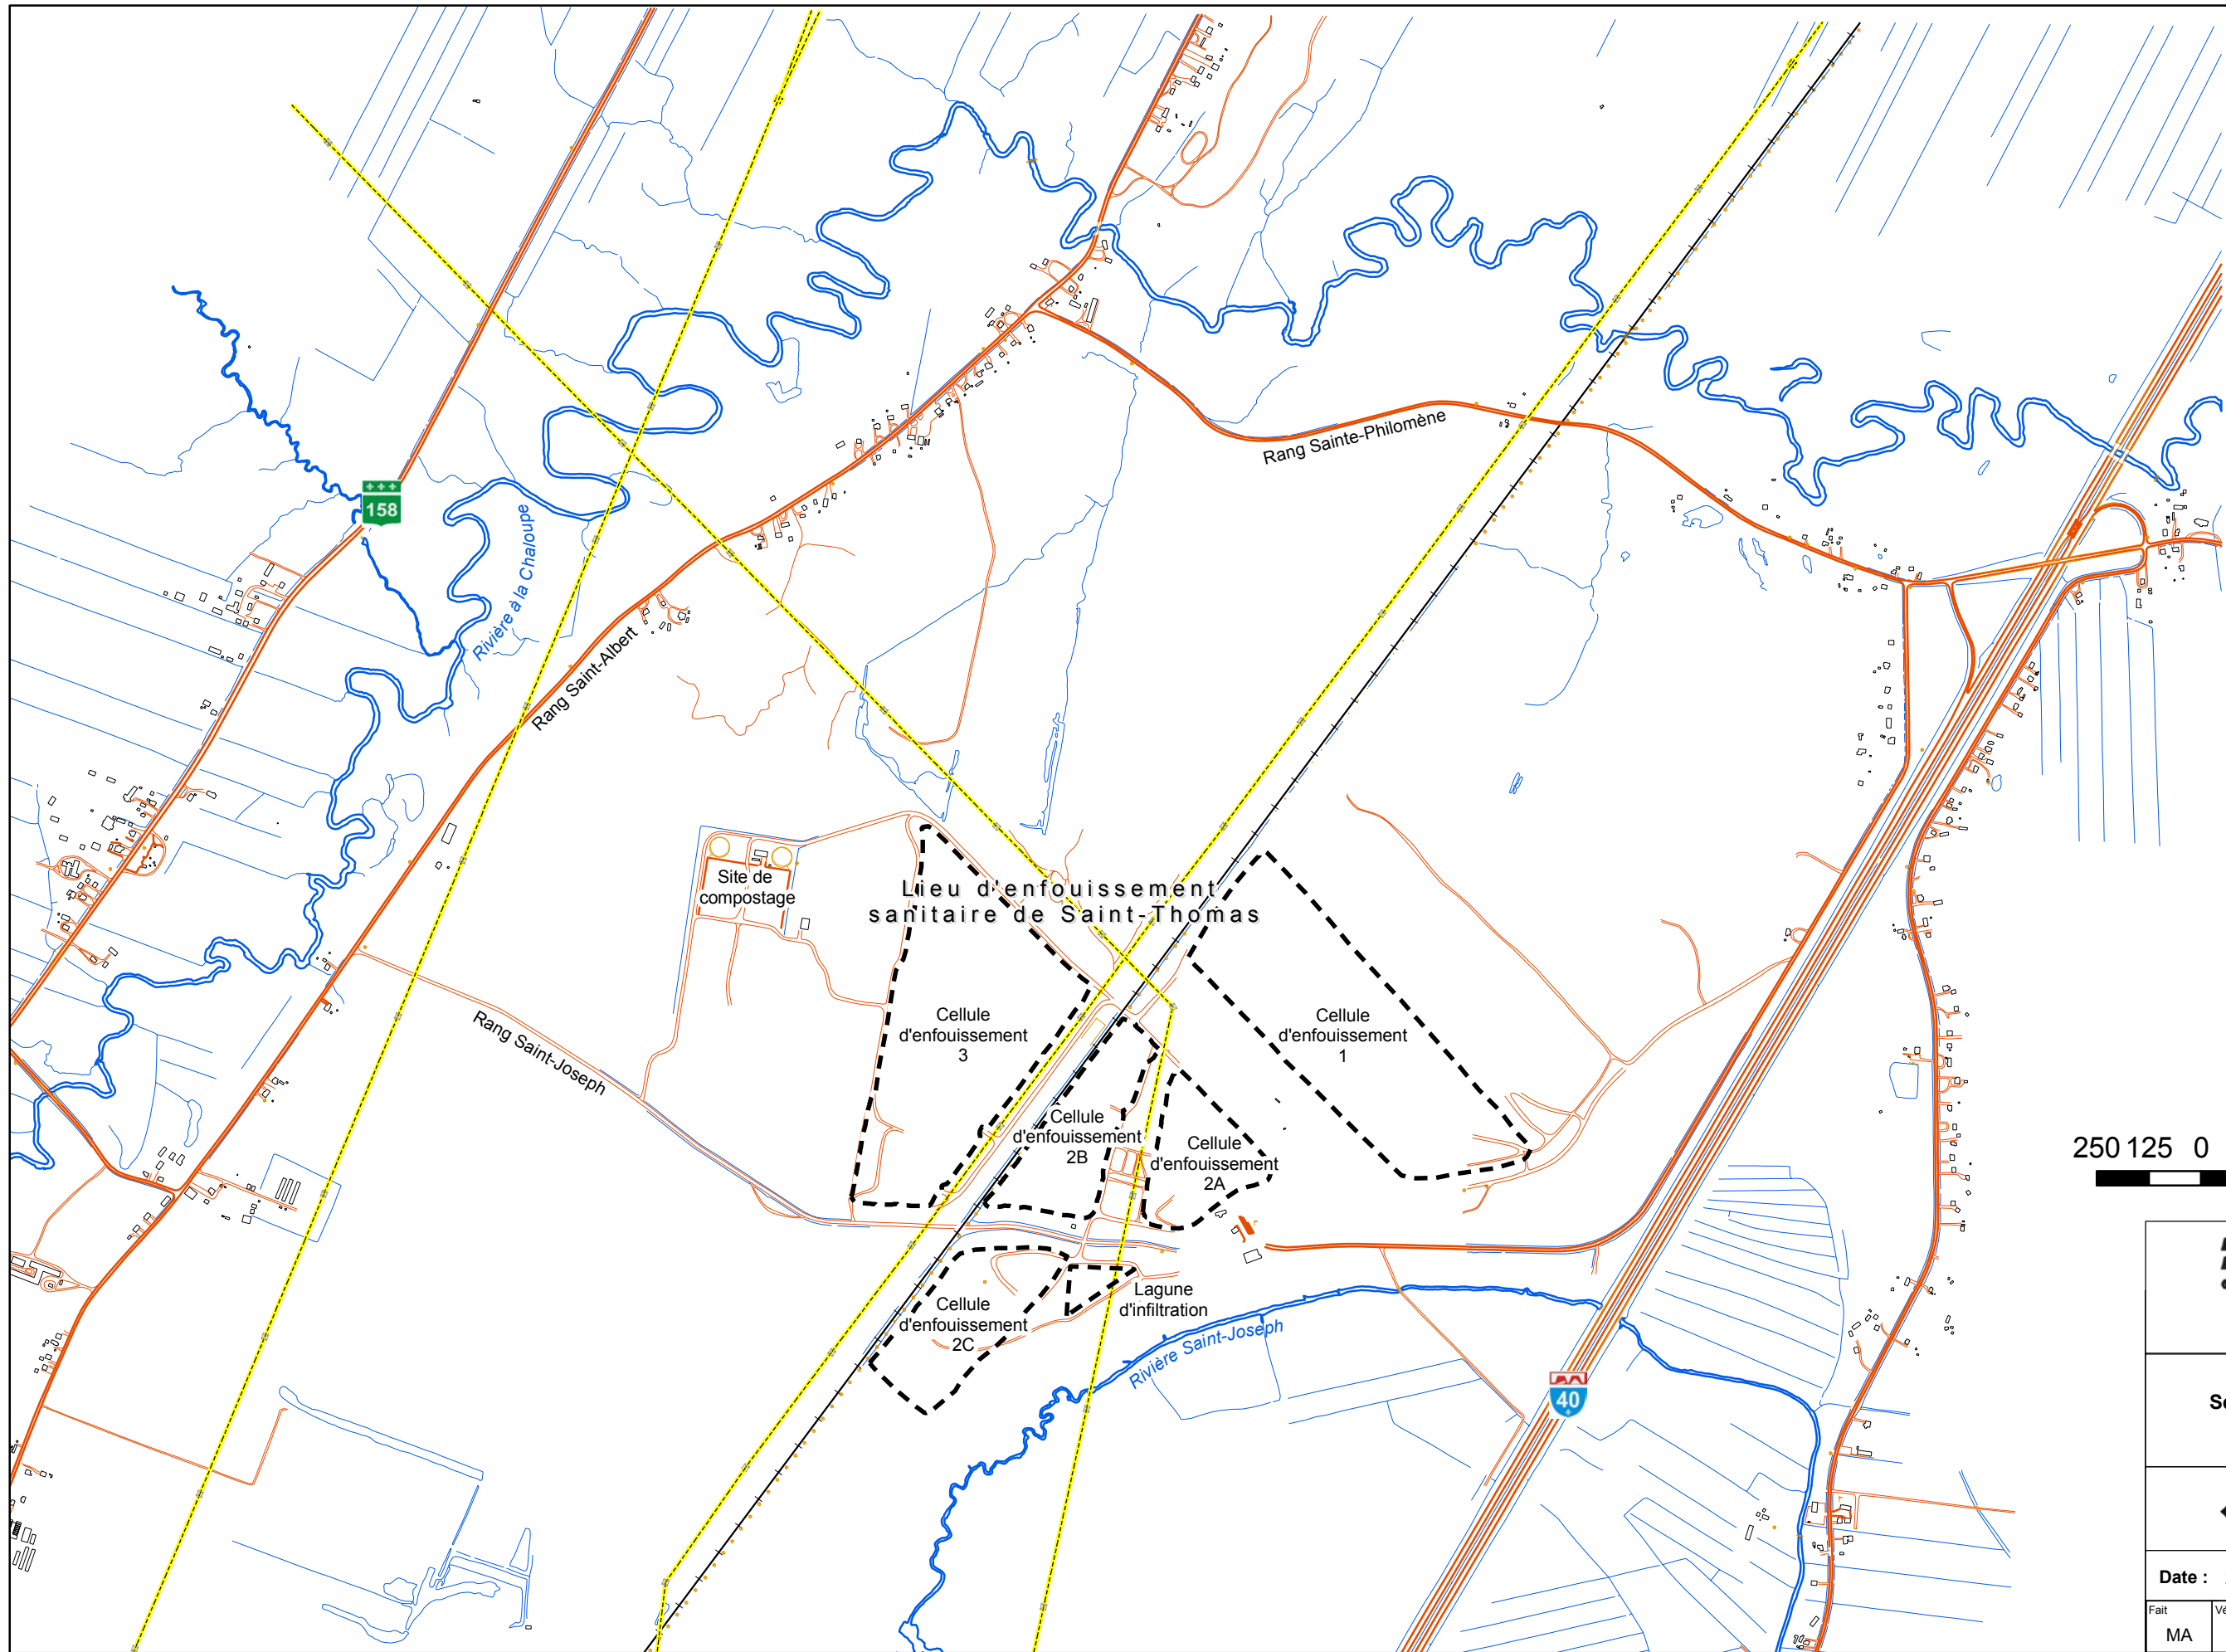 158
Rivière à la Chaloupe
Rang Saint-Albert
Rang Sainte-Philomène
Site de
compostage
Lieu d'enfouissement
sanitaire de Saint-Thomas
Rang Saint-Joseph
Cellule
d'enfouissement
3
Cellule
d'enfouissement
1
Cellule
d'enfouissement
2B
Cellule
d'enfouissement
2A
Cellule
d'enfouissement
2C
Lagune
d'infiltration
Rivière Saint-Joseph
40
250 125 0
Date :
Fait
MA